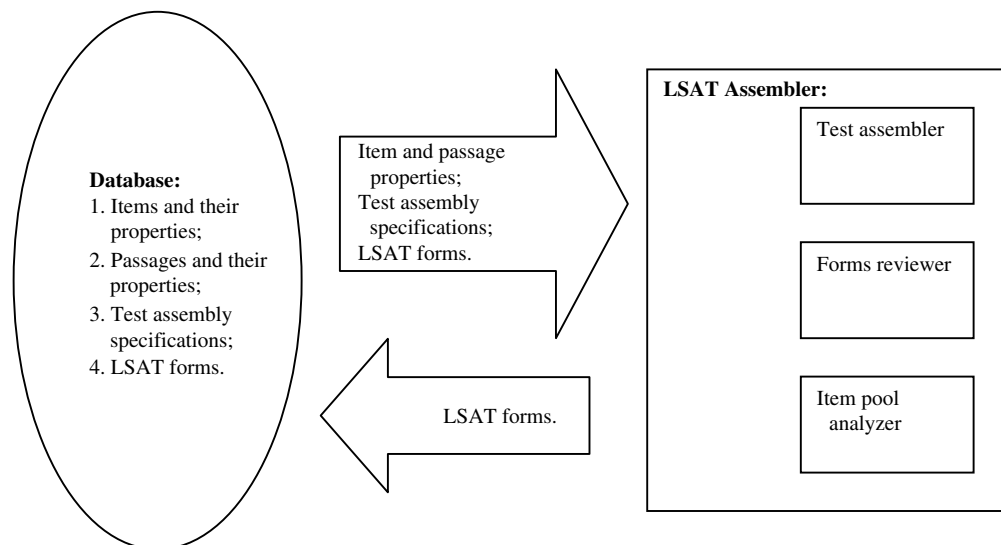 Database:
1. Items and their
properties;
2. Passages and their
properties;
3. Test assembly
specifications;
4. LSAT forms.
Item and passage
properties;
Test assembly
specifications;
LSAT forms.
LSAT forms.
LSAT Assembler:
Test assembler
Forms reviewer
Item pool
analyzer